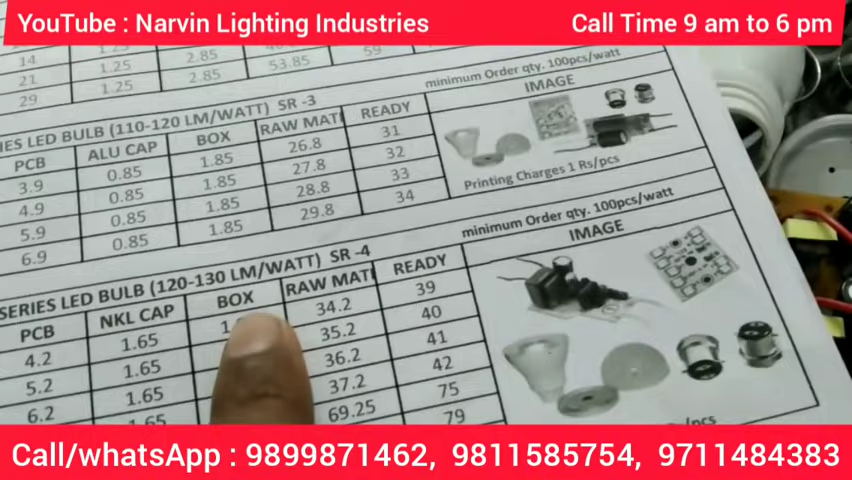 YouTube : Narvin Lighting Industries
Call Time 9 am to 6 pm
14 1.25 2.85
21 1.25 2.85 53.85 59
29
minimum Order qty. 100pcs/watt
IES LED BULB (110-120 LM/WATT) SR -3
IMAGE
PCB ALU CAP BOX RAW MATI READY
3.9 0.85 1.85 26.8 31
4.9 0.85 1.85 27.8 32
5.9 0.85 1.85 28.8 33
6.9 0.85 1.85 29.8 34
Printing Charges 1 Rs/pcs
minimum Order qty. 100pcs/watt
SERIES LED BULB (120-130 LM/WATT) SR -4
IMAGE
PCB NKL CAP BOX RAW MATI READY
4.2 1.65 34.2 39
5.2 1.65 35.2 40
6.2 1.65 36.2 41
1.65 37.2 42
69.25 75
79
Call/whatsApp : 9899871462, 9811585754, 9711484383